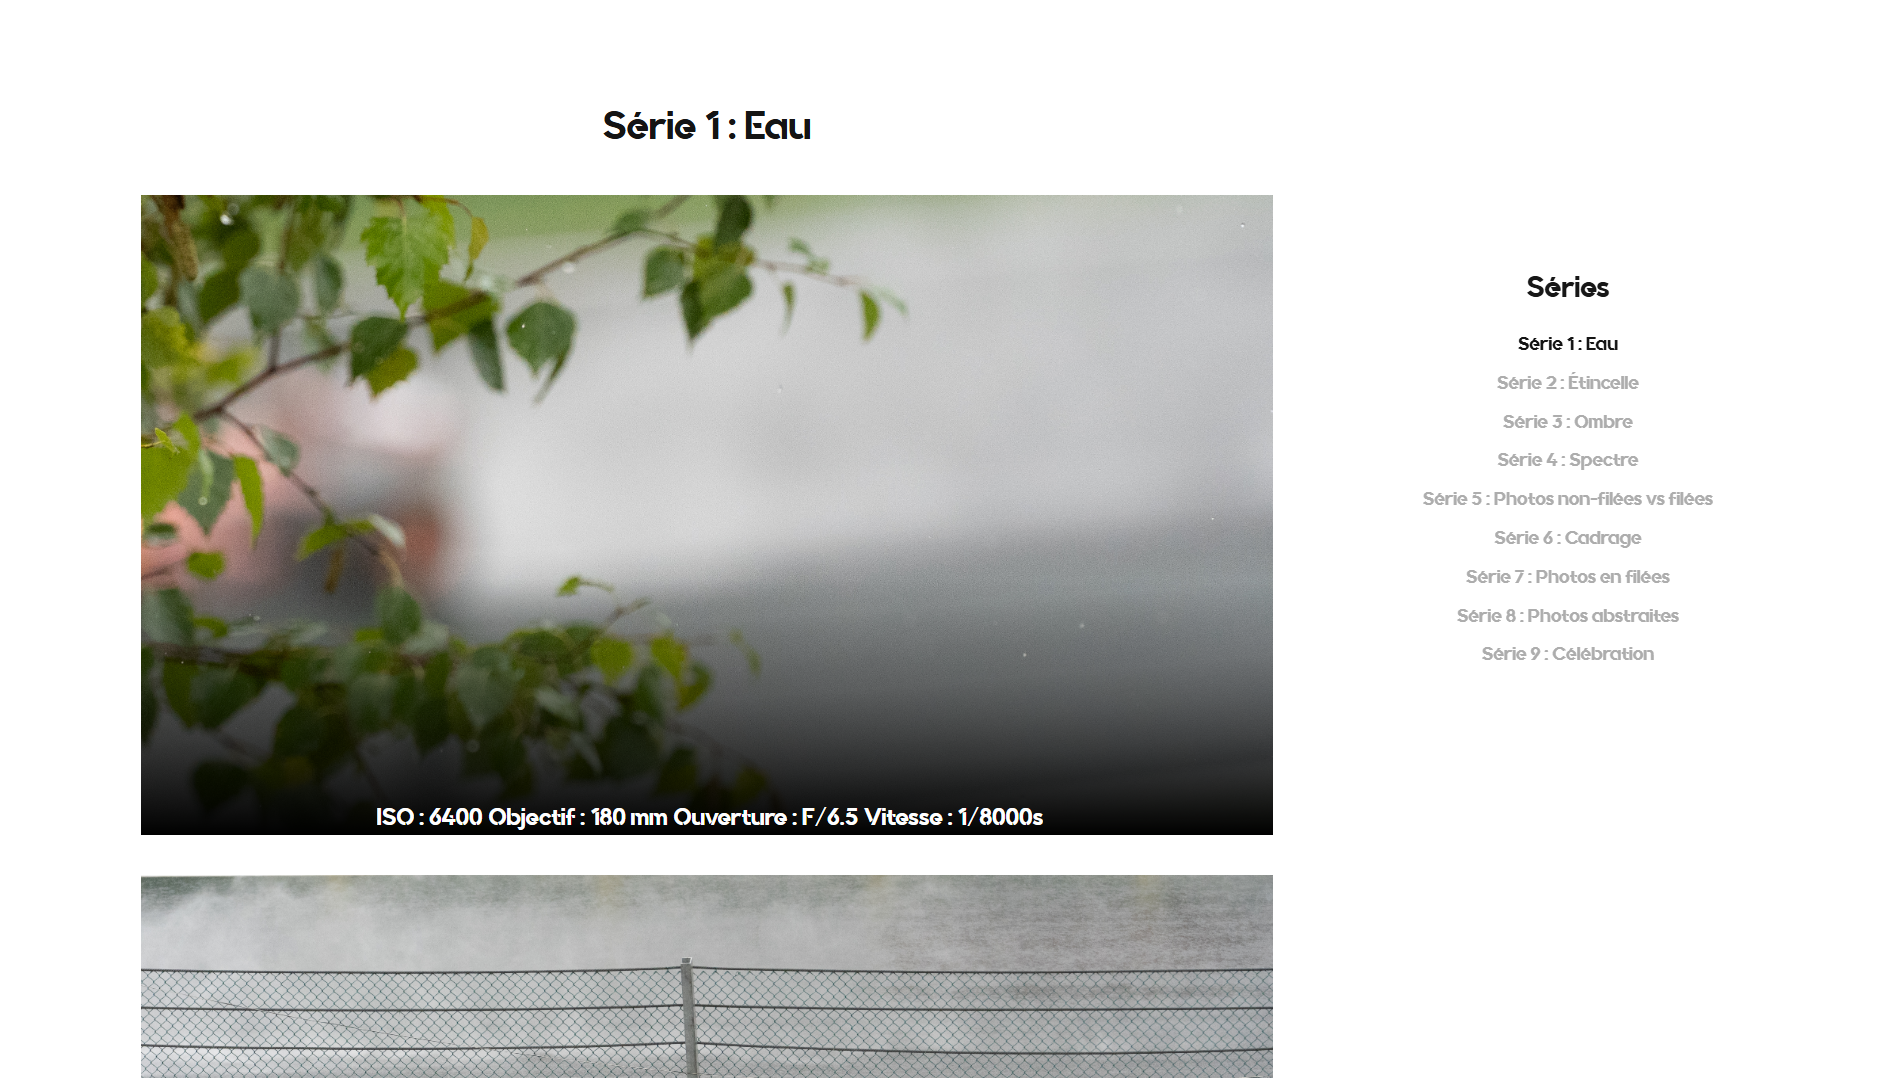 Série 1 : Eau
ISO : 6400 Objectif : 180 mm Ouverture : F/6.5 Vitesse : 1/8000s
Séries
Série 1 : Eau
Série 2 : Étincelle
Série 3 : Ombre
Série 4 : Spectre
Série 5 : Photos non-filées vs filées
Série 6 : Cadrage
Série 7 : Photos en filées
Série 8 : Photos abstraites
Série 9 : Célébration